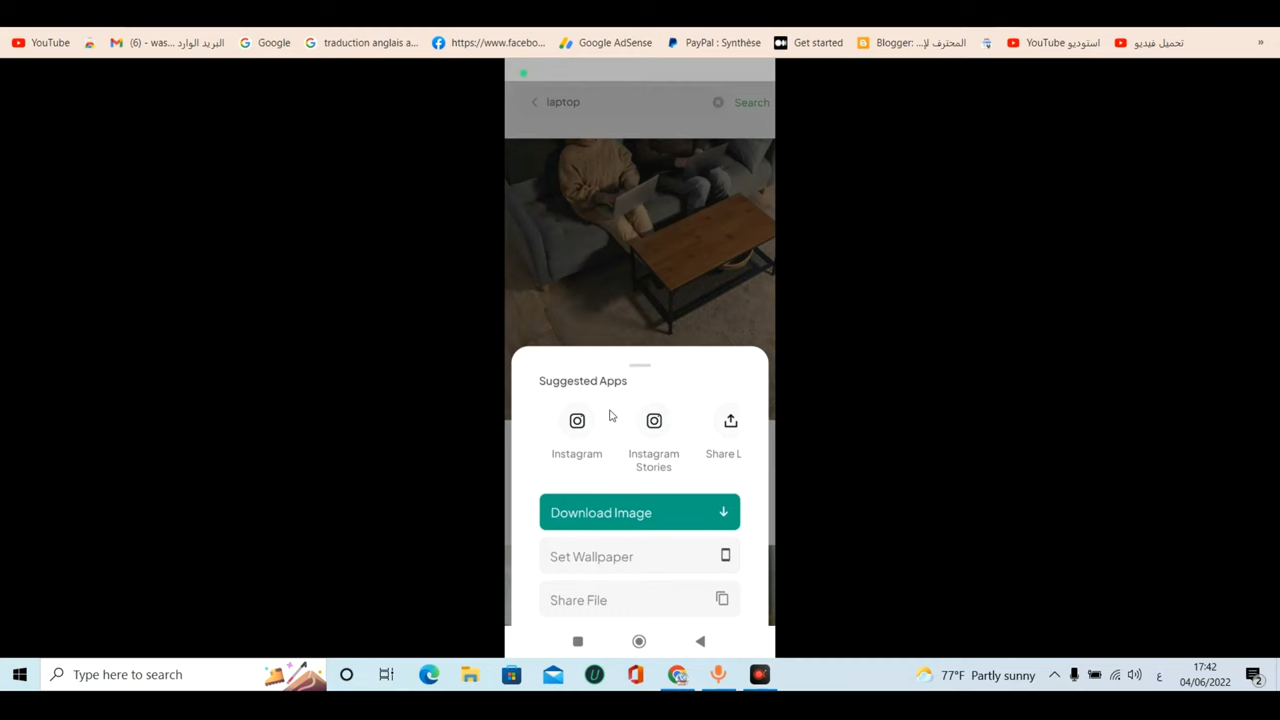 YouTube
البريد الوارد (6) - was...
Google
traduction anglais a...
https://www.facebo...
Google AdSense
PayPal : Synthèse
Get started
Blogger: ...المحترف لإ
استوديو YouTube
تحميل فيديو
»
laptop
Search
Suggested Apps
Instagram
Instagram
Stories
Share L
Download Image
Set Wallpaper
Share File
Type here to search
77°F Partly sunny
ع
17:42
04/06/2022
2